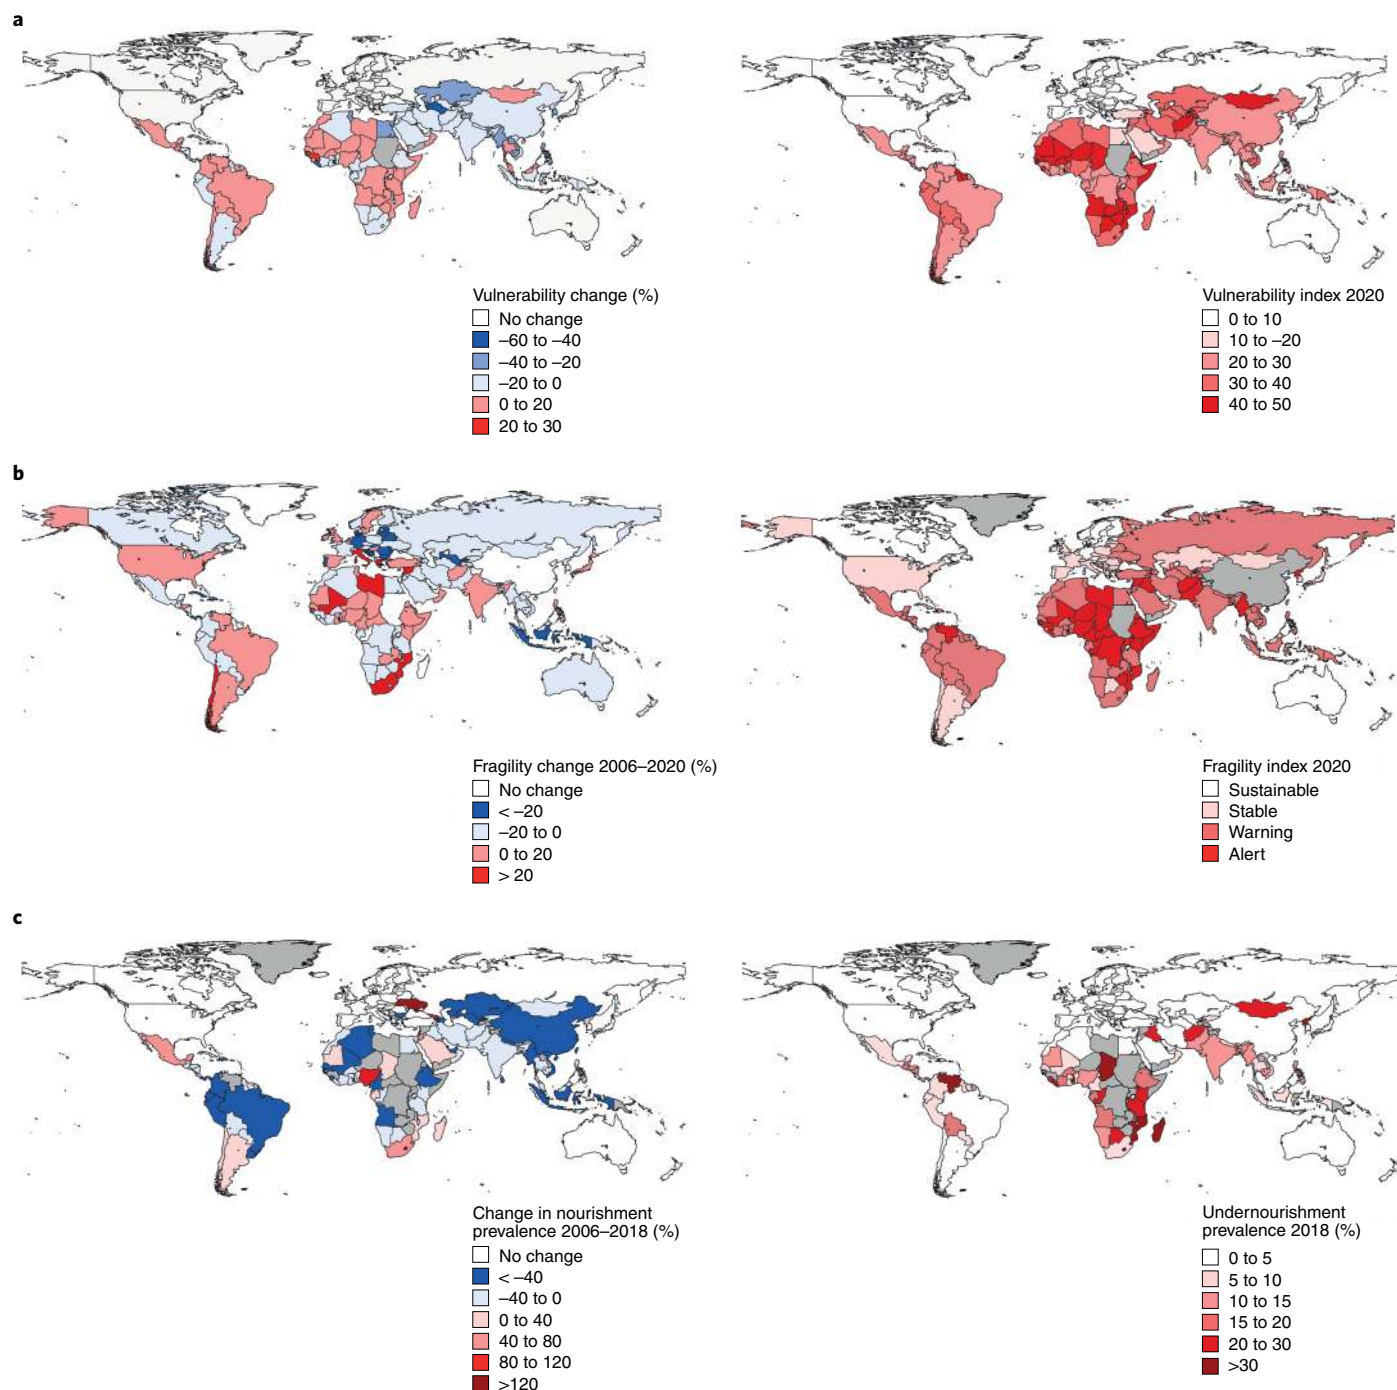 a
Vulnerability change (%)
No change
–60 to –40
–40 to –20
–20 to 0
0 to 20
20 to 30
Vulnerability index 2020
0 to 10
10 to –20
20 to 30
30 to 40
40 to 50
b
Fragility change 2006–2020 (%)
No change
< –20
–20 to 0
0 to 20
> 20
Fragility index 2020
Sustainable
Stable
Warning
Alert
c
Change in nourishment
prevalence 2006–2018 (%)
No change
< –40
–40 to 0
0 to 40
40 to 80
80 to 120
>120
Undernourishment
prevalence 2018 (%)
0 to 5
5 to 10
10 to 15
15 to 20
20 to 30
>30